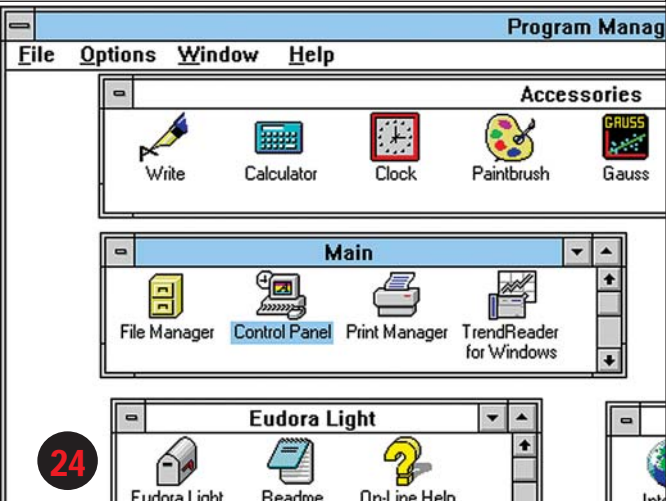 Program Manag
File Options Window Help
Accessories
GAUSS
Write Calculator Clock Paintbrush Gauss
Main
File Manager Control Panel Print Manager TrendReader
for Windows
Eudora Light
24
Eudora Light Readme On-Line Help